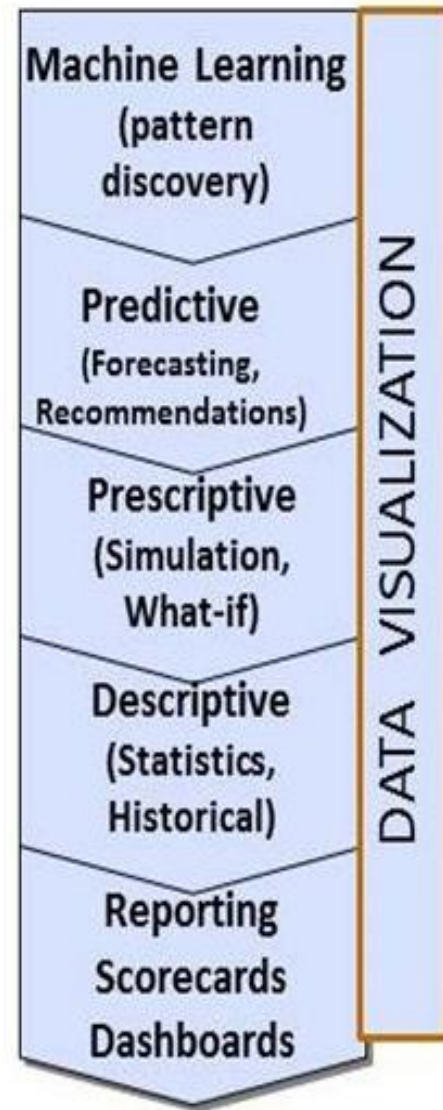 Machine Learning
(pattern
discovery)
Predictive
(Forecasting,
Recommendations)
Prescriptive
(Simulation,
What-if)
Descriptive
(Statistics,
Historical)
Reporting
Scorecards
Dashboards
DATA VISUALIZATION